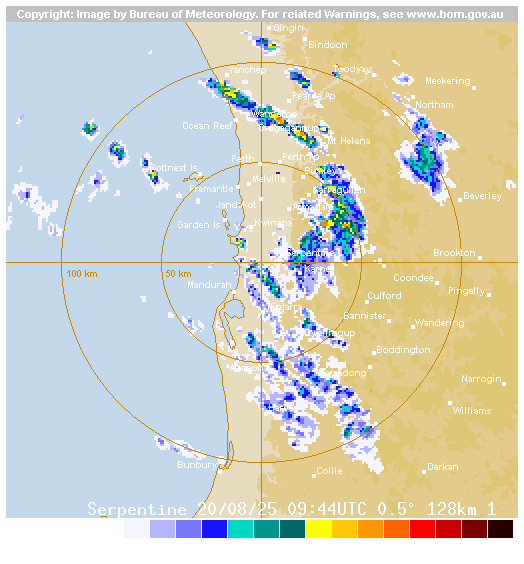 Copyright: Image by Bureau of Meteorology. For related Warnings, see www.bom.gov.au
Gingin
Bindoon
Yanchep
Toodyay
Meckering
Pearce Ap
Northam
Ocean Reef
Mt Helena
Perth
Perth Ap
Rottnest Is
Melville
Fremantle
Karragullen
Beverley
Jandakot
Garden Is
Kwinana
Serpentine
Brookton
100 km
50 km
Mandurah
Coondee
Pingelly
Culford
Bannister
Wandering
Boddington
Narrogin
Williams
Bunbury
Collie
Darkan
Serpentine 20/08/25 09:44UTC 0.5° 128km 1